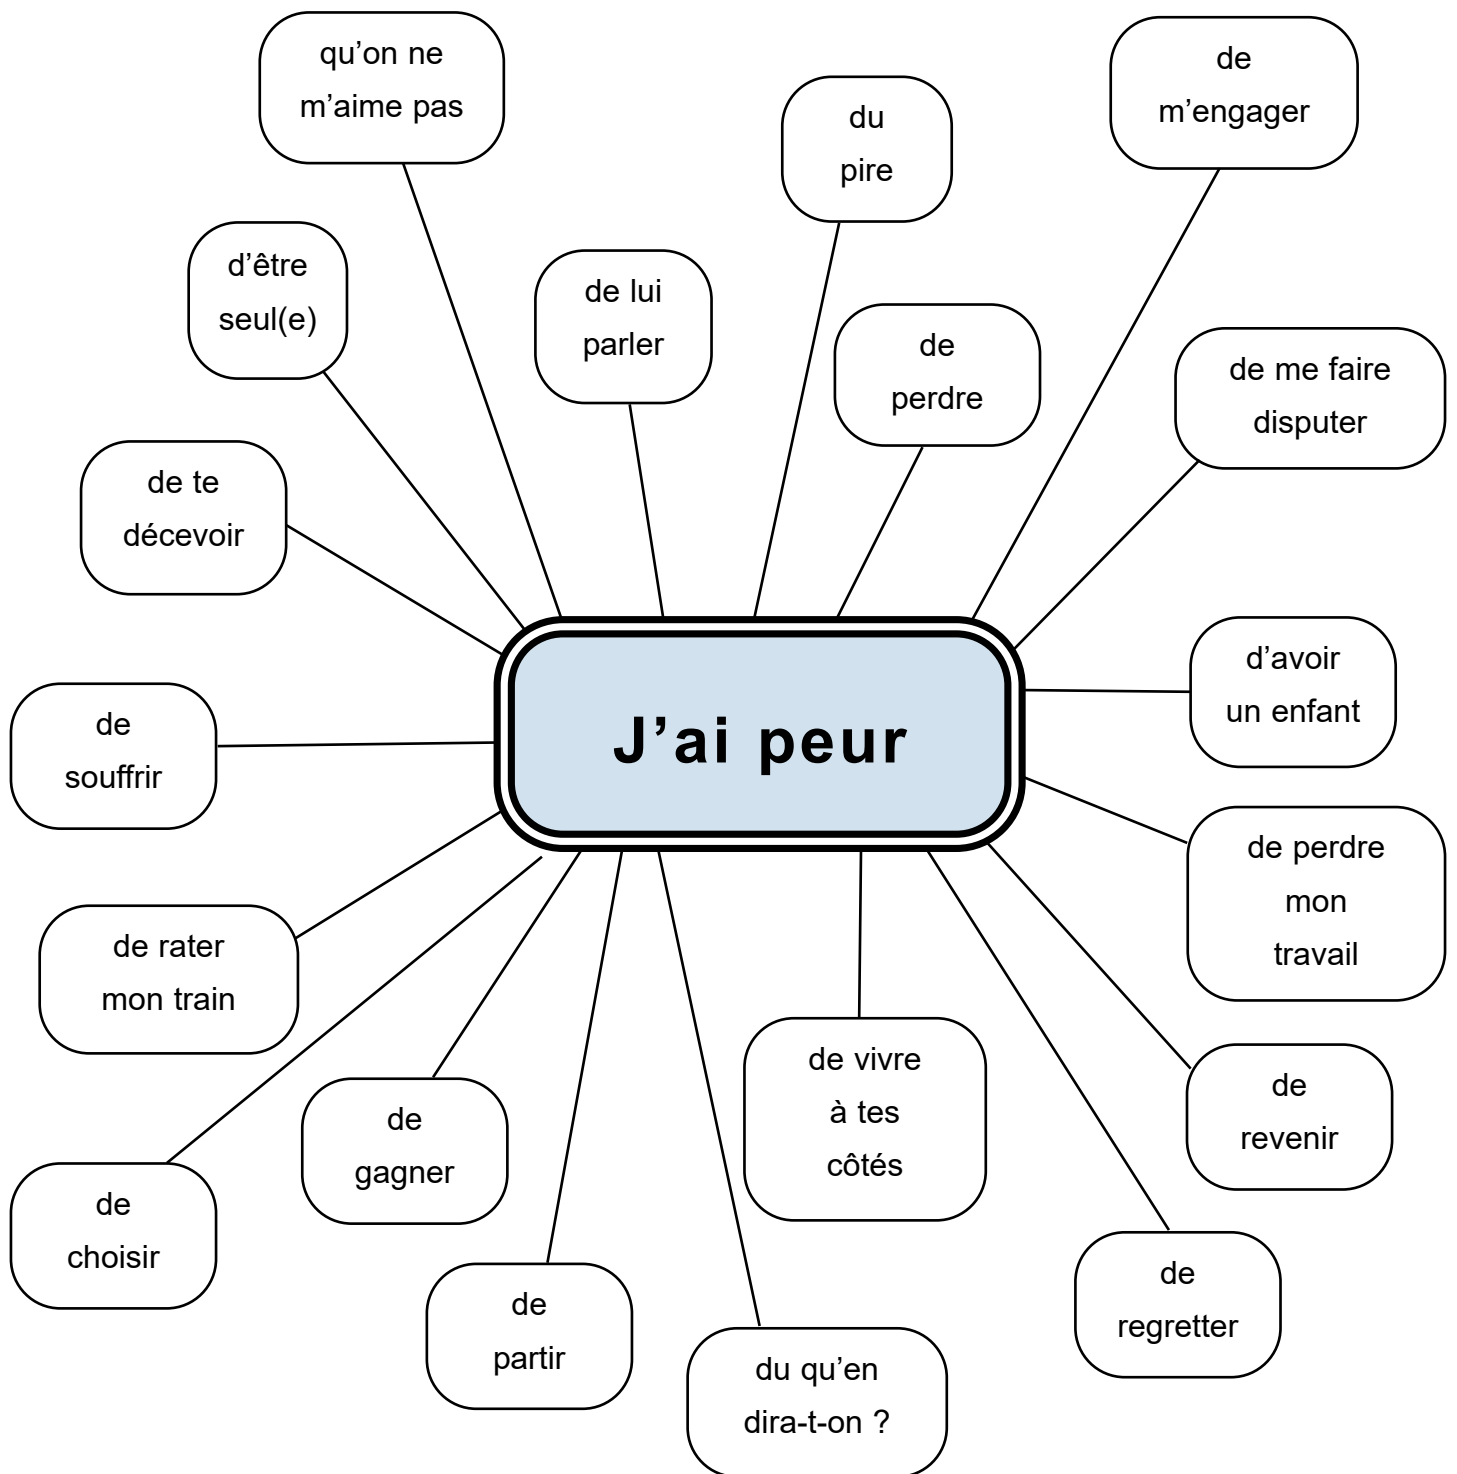 qu’on ne
m’aime pas
du
pire
de
m’engager
d’être
seul(e)
de lui
parler
de
perdre
de me faire
disputer
de te
décevoir
d’avoir
un enfant
de
souffrir
J’ai peur
de perdre
mon
travail
de rater
mon train
de vivre
à tes
côtés
de
revenir
de
gagner
de
choisir
de
partir
du qu’en
dira-t-on ?
de
regretter